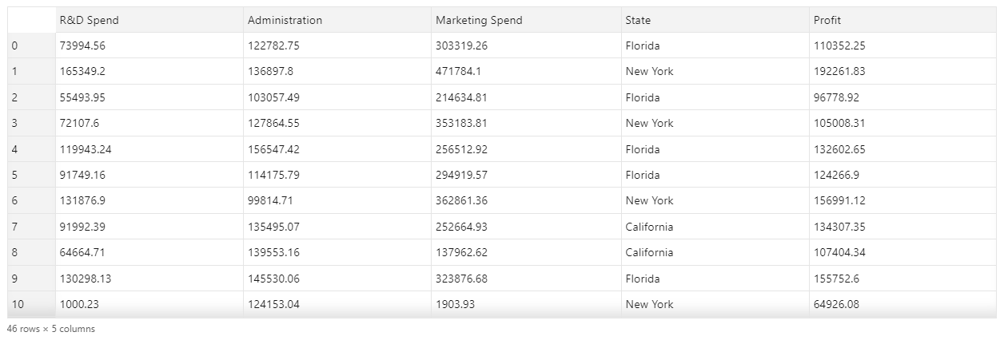 R&D Spend Administration Marketing Spend State Profit
0 73994.56 122782.75 303319.26 Florida 110352.25
1 165349.2 136897.8 471784.1 New York 192261.83
2 55493.95 103057.49 214634.81 Florida 96778.92
3 72107.6 127864.55 353183.81 New York 105008.31
4 119943.24 156547.42 256512.92 Florida 132602.65
5 91749.16 114175.79 294919.57 Florida 124266.9
6 131876.9 99814.71 362861.36 New York 156991.12
7 91992.39 135495.07 252664.93 California 134307.35
8 64664.71 139553.16 137962.62 California 107404.34
9 130298.13 145530.06 323876.68 Florida 155752.6
10 1000.23 124153.04 1903.93 New York 64926.08
46 rows × 5 columns